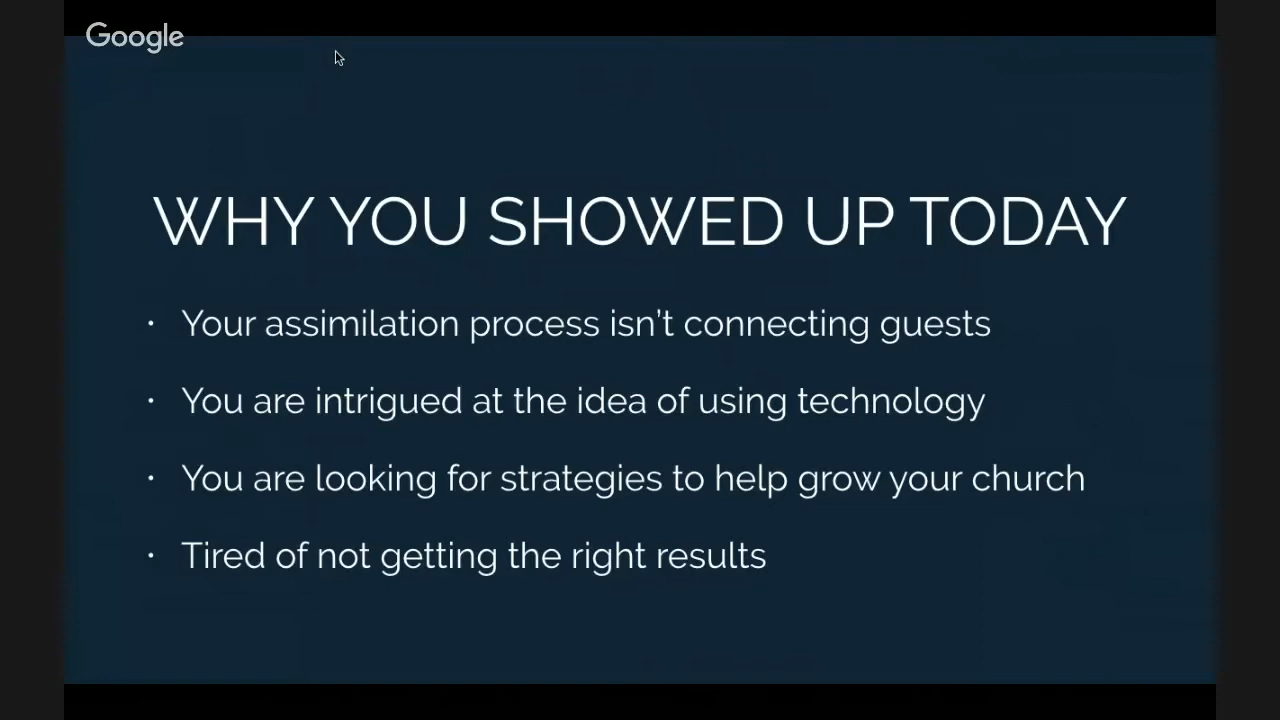 Google
WHY YOU SHOWED UP TODAY
· Your assimilation process isn't connecting guests
· You are intrigued at the idea of using technology
· You are looking for strategies to help grow your church
· Tired of not getting the right results